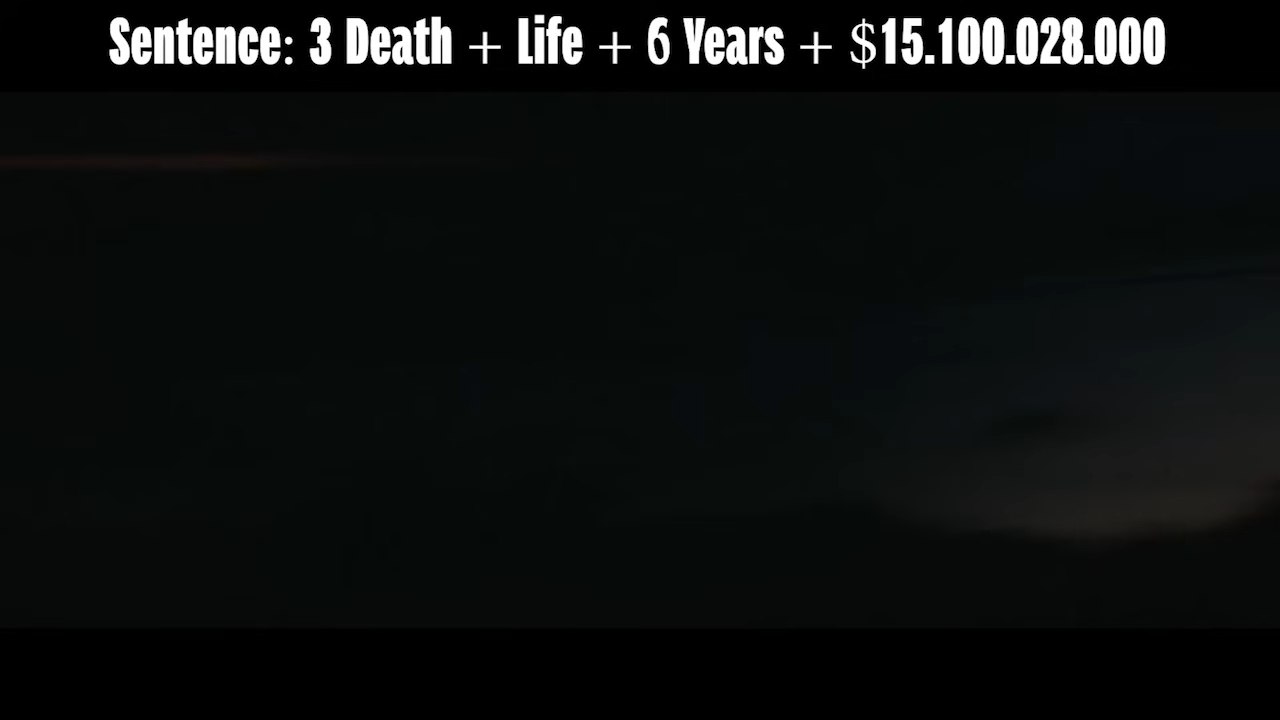 Sentence: 3 Death + Life + 6 Years + $15.100.028.000